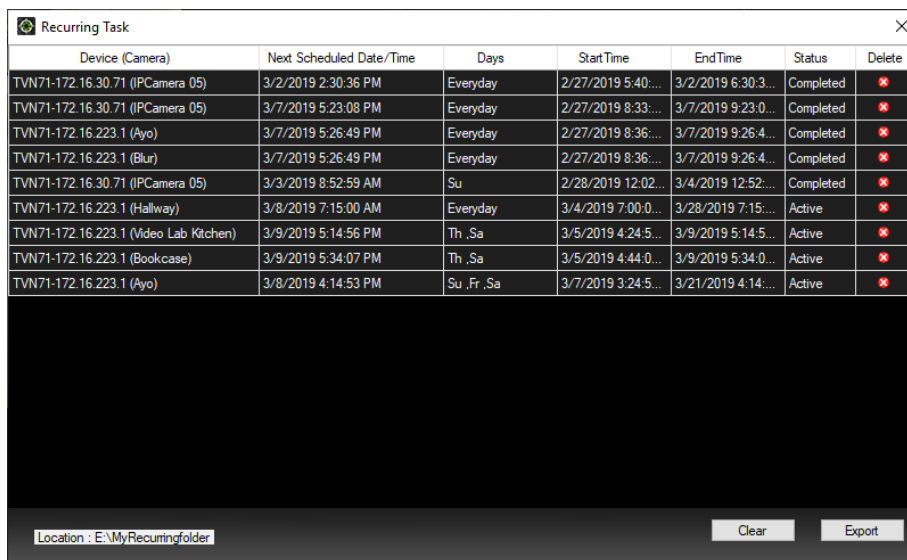 Recurring Task
Device (Camera) Next Scheduled Date/Time Days StartTime EndTime Status Delete
TVN71-172.16.30.71 (IPCamera 05) 3/2/2019 2:30:36 PM Everyday 2/27/2019 5:40:... 3/2/2019 6:30:3... Completed
TVN71-172.16.30.71 (IPCamera 05) 3/7/2019 5:23:08 PM Everyday 2/27/2019 8:33:... 3/7/2019 9:23:0... Completed
TVN71-172.16.223.1 (Ayo) 3/7/2019 5:26:49 PM Everyday 2/27/2019 8:36:... 3/7/2019 9:26:4... Completed
TVN71-172.16.223.1 (Blur) 3/7/2019 5:26:49 PM Everyday 2/27/2019 8:36:... 3/7/2019 9:26:4... Completed
TVN71-172.16.30.71 (IPCamera 05) 3/3/2019 8:52:59 AM Su 2/28/2019 12:02... 3/4/2019 12:52:... Completed
TVN71-172.16.223.1 (Hallway) 3/8/2019 7:15:00 AM Everyday 3/4/2019 7:00:0... 3/28/2019 7:15:... Active
TVN71-172.16.223.1 (Video Lab Kitchen) 3/9/2019 5:14:56 PM Th ,Sa 3/5/2019 4:24:5... 3/9/2019 5:14:5... Active
TVN71-172.16.223.1 (Bookcase) 3/9/2019 5:34:07 PM Th ,Sa 3/5/2019 4:44:0... 3/9/2019 5:34:0... Active
TVN71-172.16.223.1 (Ayo) 3/8/2019 4:14:53 PM Su ,Fr ,Sa 3/7/2019 3:24:5... 3/21/2019 4:14:... Active
Location : E:\MyRecurringfolder Clear Export